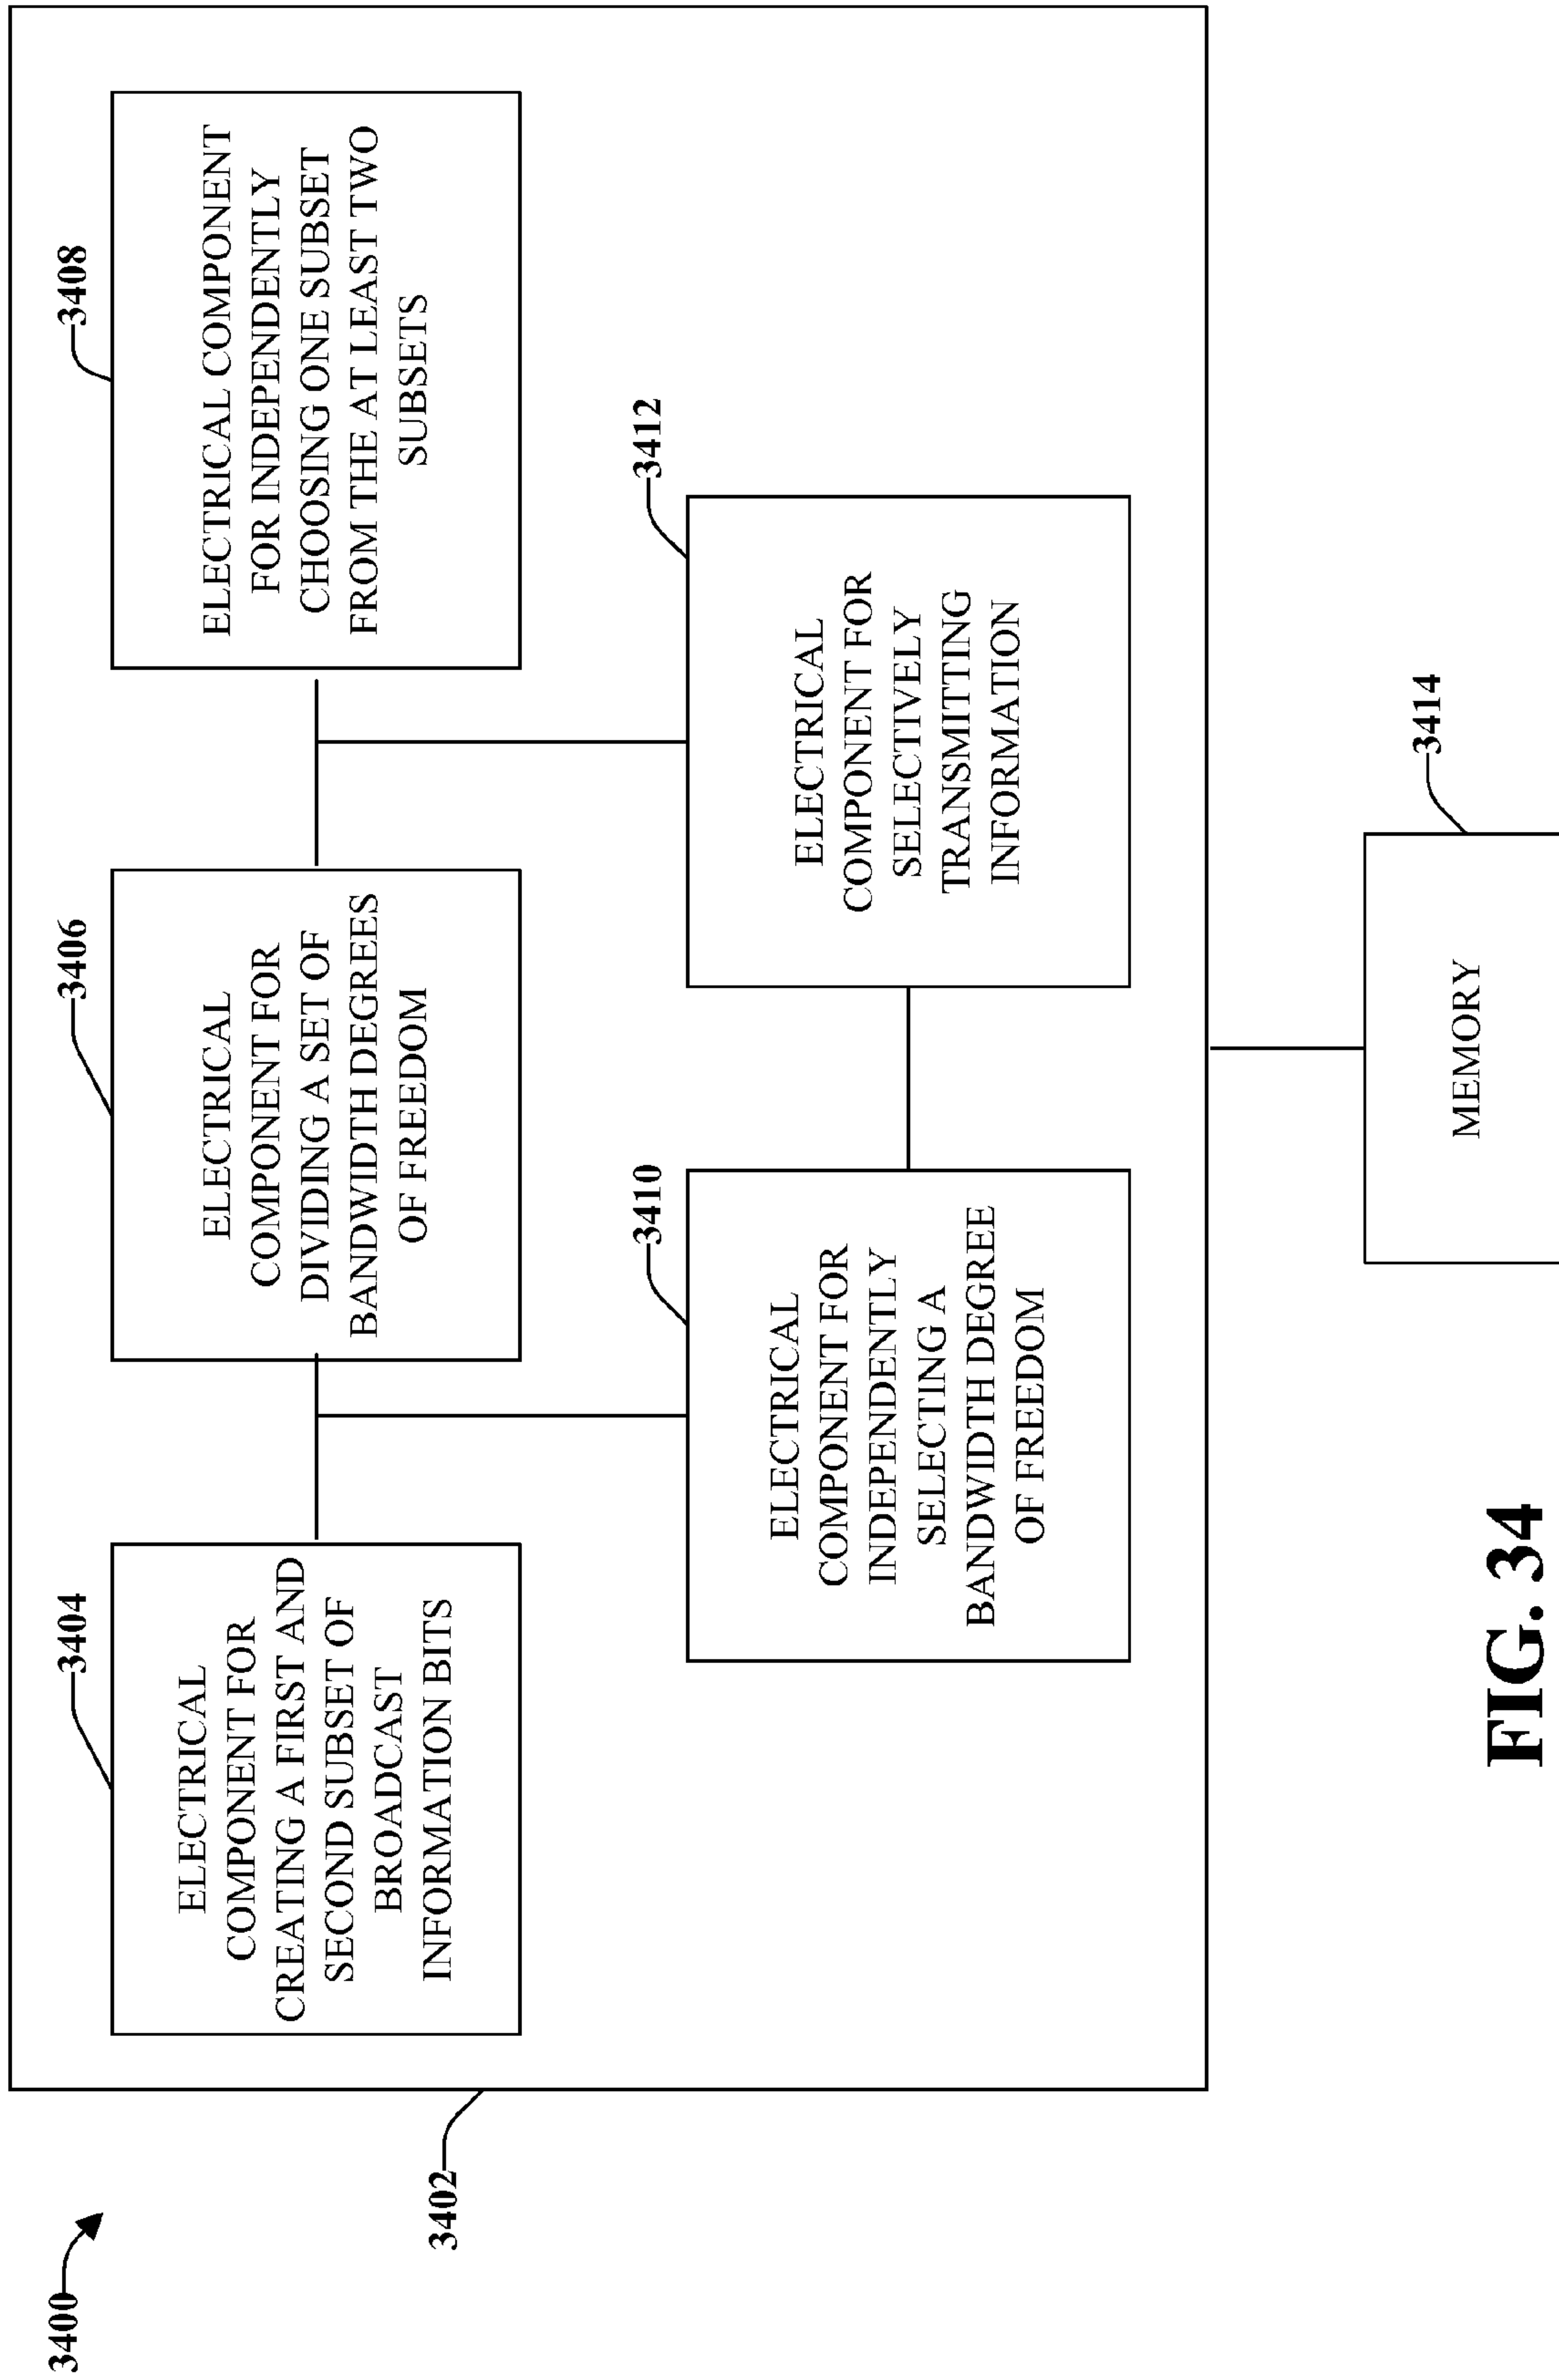 3400
3402
3404
ELECTRICAL
COMPONENT FOR
CREATING A FIRST AND
SECOND SUBSET OF
BROADCAST
INFORMATION BITS
3406
ELECTRICAL
COMPONENT FOR
DIVIDING A SET OF
BANDWIDTH DEGREES
OF FREEDOM
3408
ELECTRICAL COMPONENT
FOR INDEPENDENTLY
CHOOSING ONE SUBSET
FROM THE AT LEAST TWO
SUBSETS
3410
ELECTRICAL
COMPONENT FOR
INDEPENDENTLY
SELECTING A
BANDWIDTH DEGREE
OF FREEDOM
3412
ELECTRICAL
COMPONENT FOR
SELECTIVELY
TRANSMITTING
INFORMATION
3414
MEMORY
FIG. 34